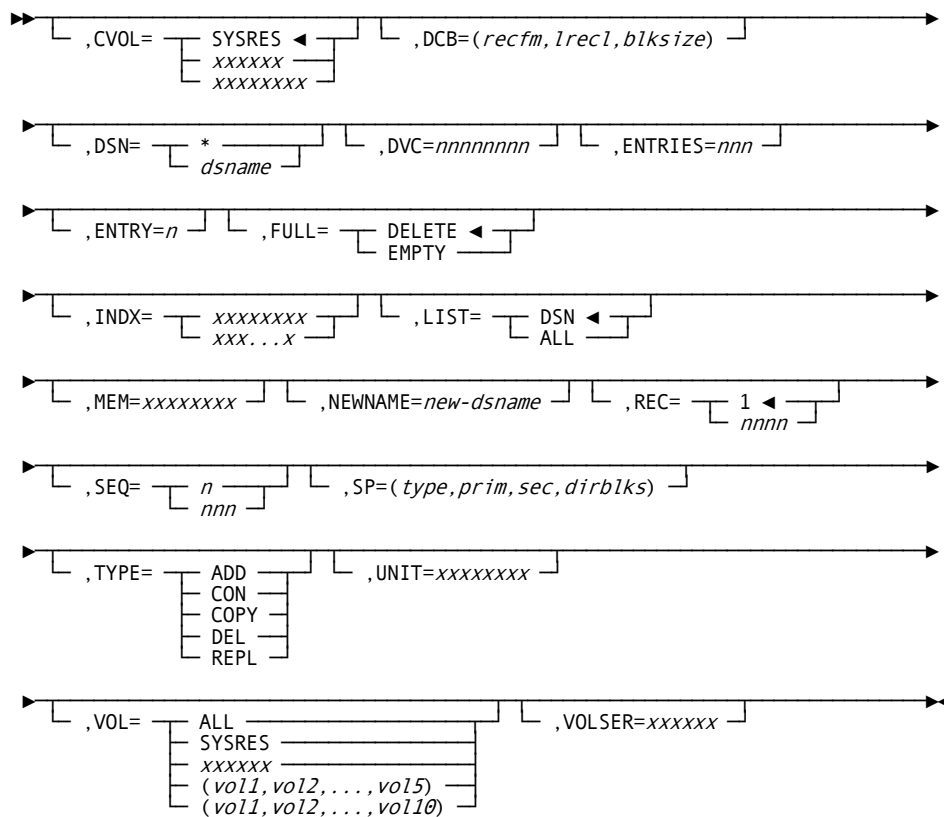 ,CVOL= SYSRES ,DCB=(recfm,lrecl,blksize)
xxxxxx
xxxxxxxx
,DSN= * ,DVC=nnnnnnnn ,ENTRIES=nnn
dsname
,ENTRY=n ,FULL= DELETE
EMPTY
,INDX= xxxxxxxx ,LIST= DSN
xxx...x ALL
,MEM=xxxxxxxx ,NEWNAME=new-dsname ,REC= 1
nnnn
,SEQ= n ,SP=(type,prim,sec,dirblks)
nnn
,TYPE= ADD ,UNIT=xxxxxxxx
CON
COPY
DEL
REPL
,VOL= ALL ,VOLSER=xxxxxx
SYSRES
xxxxxx
(vol1,vol2,...,vol5)
(vol1,vol2,...,vol10)